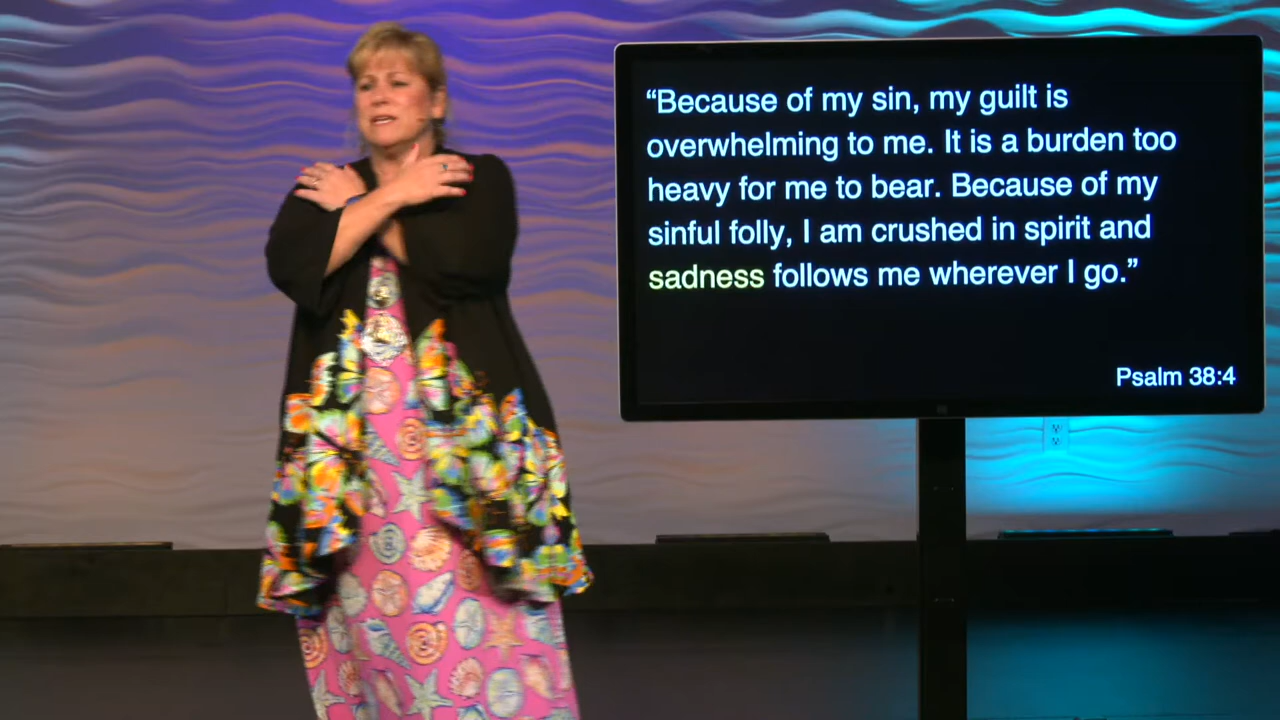 “Because of my sin, my guilt is
overwhelming to me. It is a burden too
heavy for me to bear. Because of my
sinful folly, I am crushed in spirit and
sadness follows me wherever I go.”
Psalm 38:4